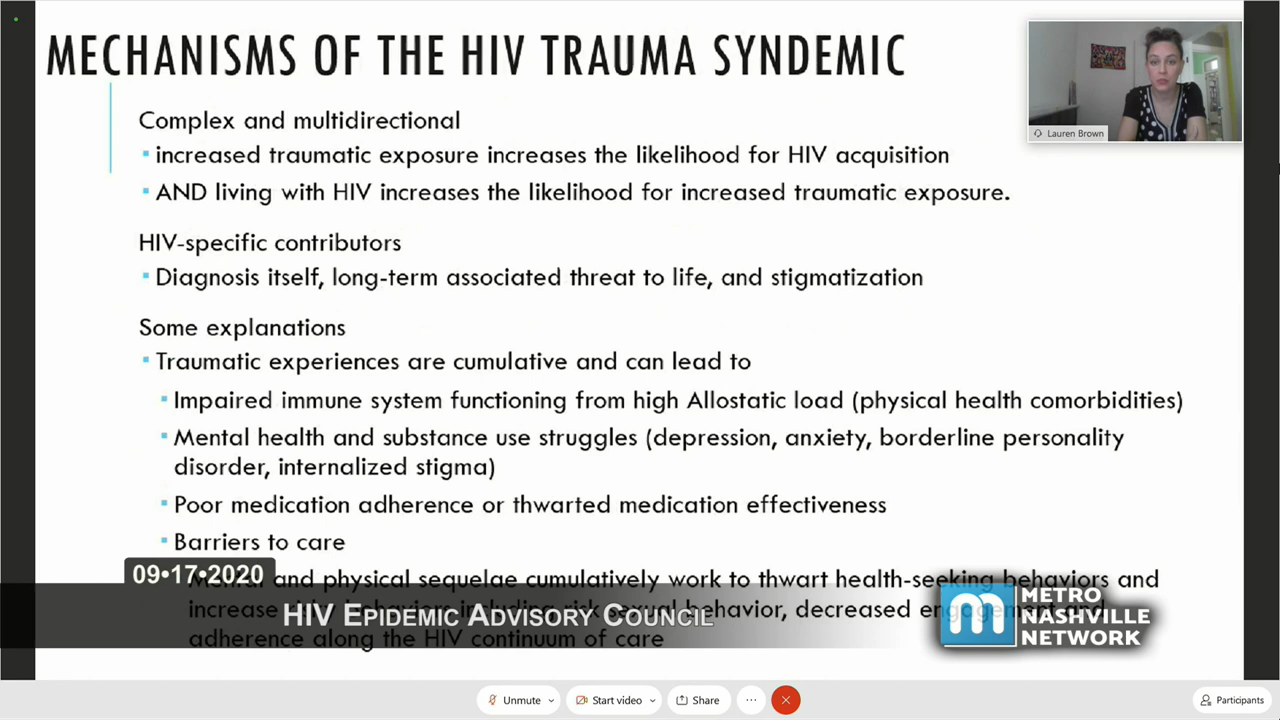 MECHANISMS OF THE HIV TRAUMA SYNDEMIC
Lauren Brown
Complex and multidirectional
increased traumatic exposure increases the likelihood for HIV acquisition
AND living with HIV increases the likelihood for increased traumatic exposure.
HIV-specific contributors
Diagnosis itself, long-term associated threat to life, and stigmatization
Some explanations
Traumatic experiences are cumulative and can lead to
Impaired immune system functioning from high Allostatic load (physical health comorbidities)
Mental health and substance use struggles (depression, anxiety, borderline personality
disorder, internalized stigma)
Poor medication adherence or thwarted medication effectiveness
Barriers to care
and physical sequelae cumulatively work to thwart health-seeking behaviors and
increase behavior, decreased
adherence along the HIV continuum of care
09•17•2020
HIV EPIDEMIC ADVISORY COUNCIL
m METRO
NASHVILLE
NETWORK
Unmute
Start video
Share
Participants